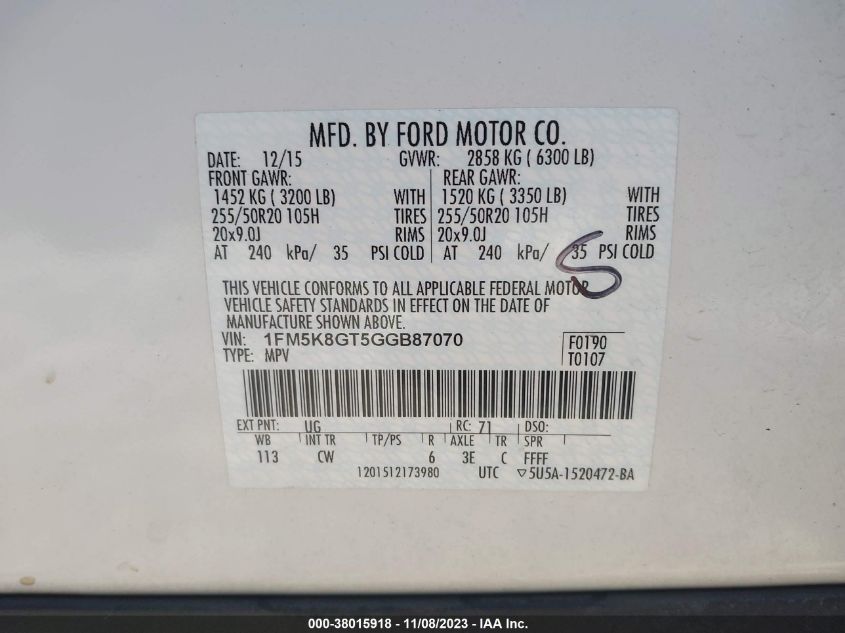 MFD. BY FORD MOTOR CO.
DATE: 12/15 GVWR: 2858 KG ( 6300 LB)
FRONT GAWR: REAR GAWR:
1452 KG ( 3200 LB) WITH 1520 KG ( 3350 LB) WITH
255/50R20 105H TIRES 255/50R20 105H TIRES
20x9.0J RIMS 20x9.0J RIMS
AT 240 kPa/ 35 PSI COLD AT 240 kPa/ 35 PSI COLD
THIS VEHICLE CONFORMS TO ALL APPLICABLE FEDERAL MOTOR
VEHICLE SAFETY STANDARDS IN EFFECT ON THE DATE OF
MANUFACTURE SHOWN ABOVE.
VIN: 1FM5K8GT5GGB87070 F0190
TYPE: MPV T0107
EXT PNT: UG RC: 71 DSO:
WB INT TR TP/PS R AXLE TR SPR
113 CW 6 3E C FFFF
1201512173980 UTC ▽5U5A-1520472-BA
000-38015918 - 11/08/2023 - IAA Inc.